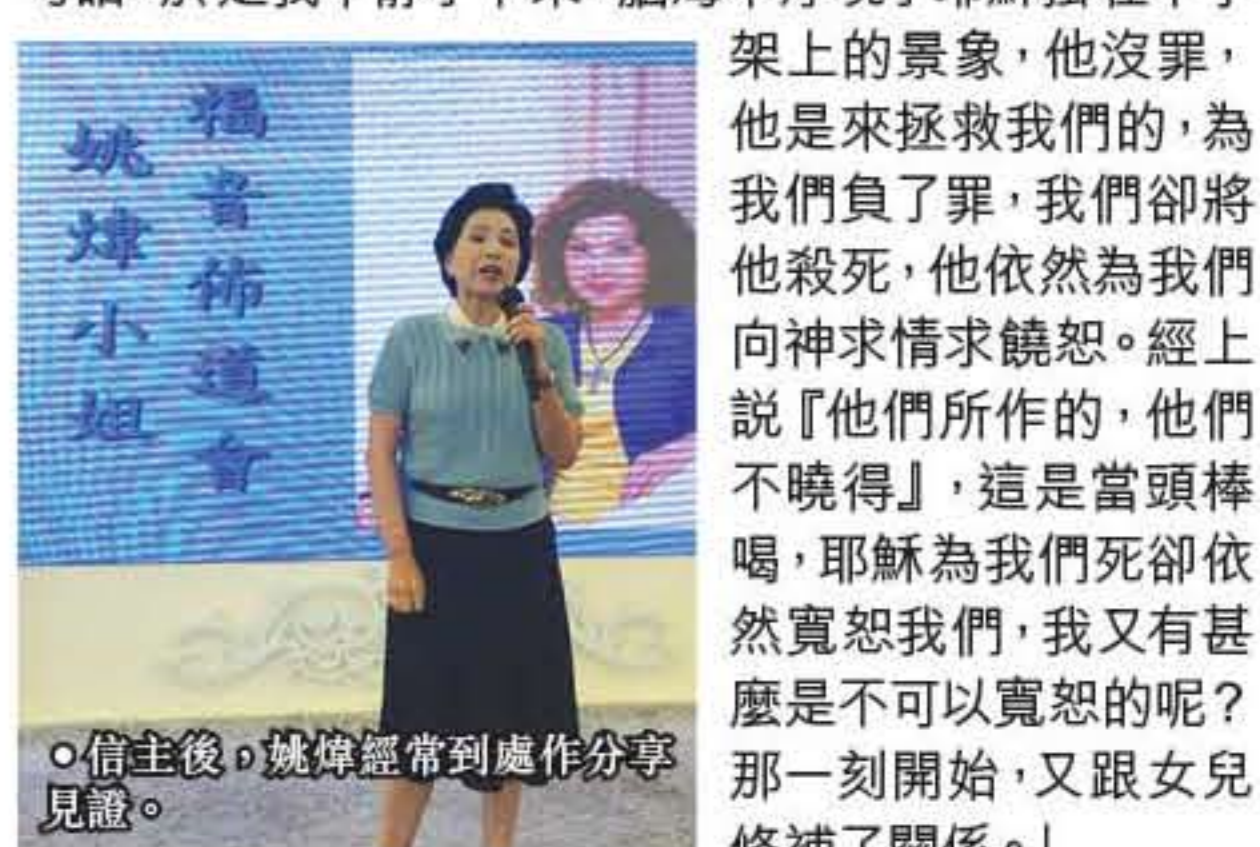 架上的景象，他沒罪，
他是來拯救我們的，為
我們負了罪，我們卻將
他殺死，他依然為我們
向神求情求饒恕。經上
説『他們所作的，他們
不曉得』，這是當頭棒
喝，耶穌為我們死卻依
然寬恕我們，我又有甚
麼是不可以寬恕的呢？
那一刻開始，又跟女兒
修補了關係。」
福音佈道會
姚煒小姐
•信主後，姚煒經常到處作分享
見證。